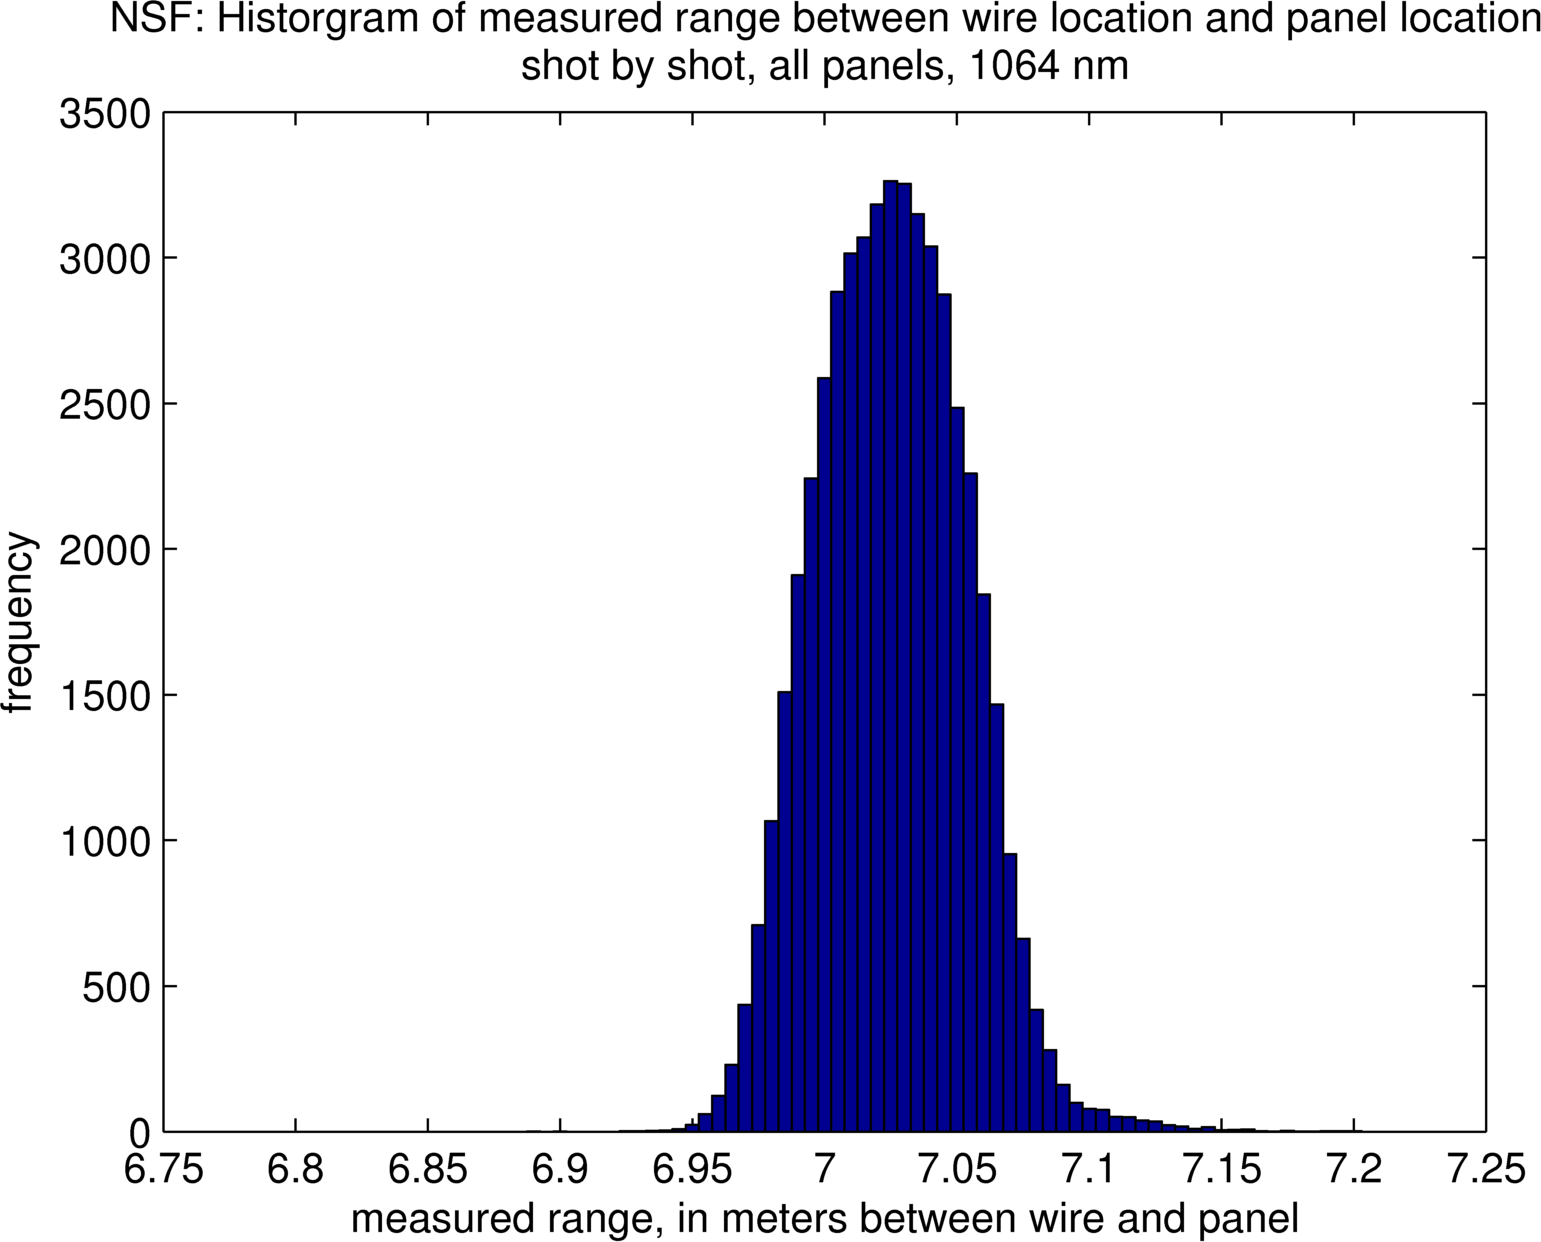 NSF: Historgram of measured range between wire location and panel location
shot by shot, all panels, 1064 nm
3500
3000
2500
2000
1500
1000
500
0
frequency
6.75 6.8 6.85 6.9 6.95 7 7.05 7.1 7.15 7.2 7.25
measured range, in meters between wire and panel